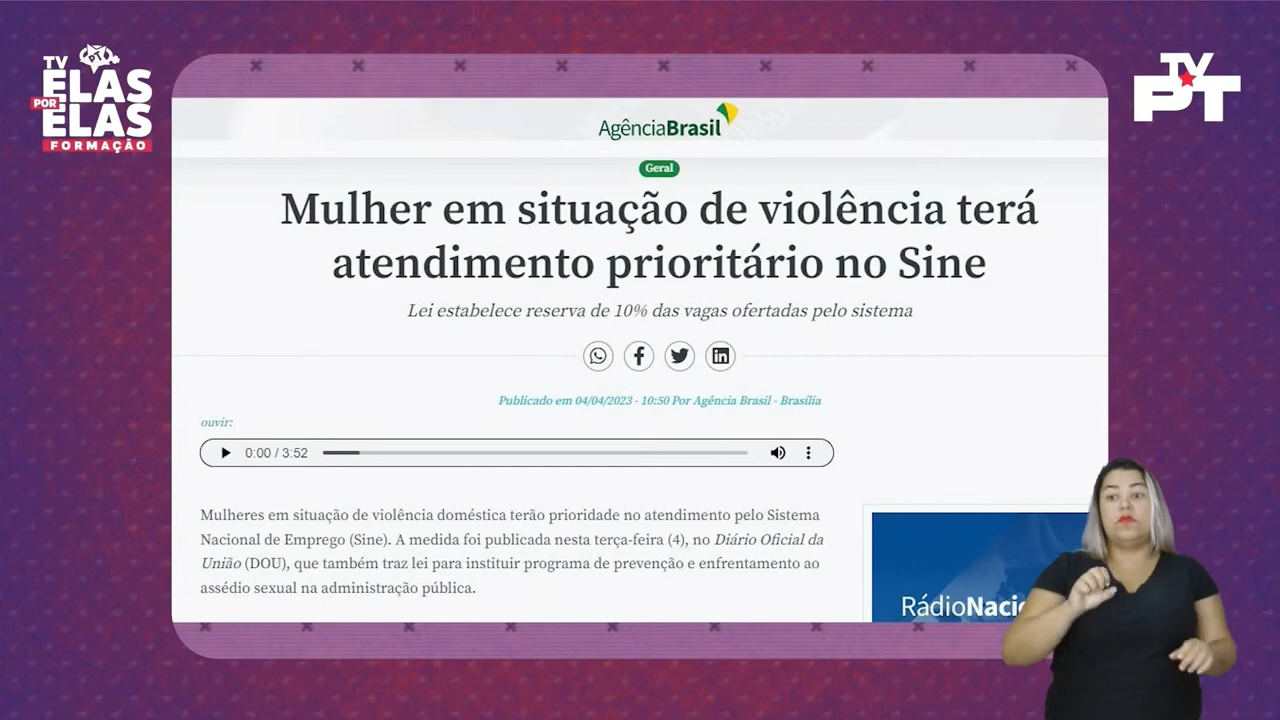 TV
PT
ELAS
POR
ELAS
FORMAÇÃO
TV
PT
AgênciaBrasil
Geral
Mulher em situação de violência terá
atendimento prioritário no Sine
Lei estabelece reserva de 10% das vagas ofertadas pelo sistema
Publicado em 04/04/2023 - 10:50 Por Agência Brasil - Brasília
ouvir:
0:00 / 3:52
Mulheres em situação de violência doméstica terão prioridade no atendimento pelo Sistema
Nacional de Emprego (Sine). A medida foi publicada nesta terça-feira (4), no Diário Oficial da
União (DOU), que também traz lei para instituir programa de prevenção e enfrentamento ao
assédio sexual na administração pública.
RádioNaci